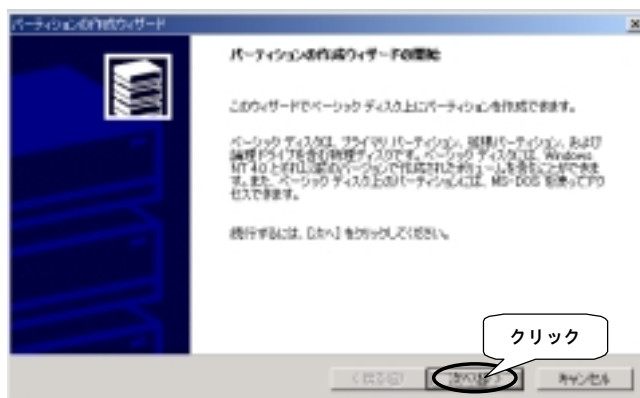 パーティションの作成ウィザード
パーティションの作成ウィザードの開始
このウィザードでベーシック ディスク上にパーティションを作成できます。
ベーシック ディスクは、プライマリ パーティション、拡張パーティション、および
論理ドライブを含む物理ディスクです。ベーシック ディスクには、Windows
NT 4.0 とそれ以前のバージョンで作成されたボリュームを含むことができま
す。また、ベーシック ディスク上のパーティションには、MS-DOS を使ってアク
セスできます。
続行するには、[次へ] をクリックしてください。
クリック
< 戻る(B)
次へ(N) >
キャンセル